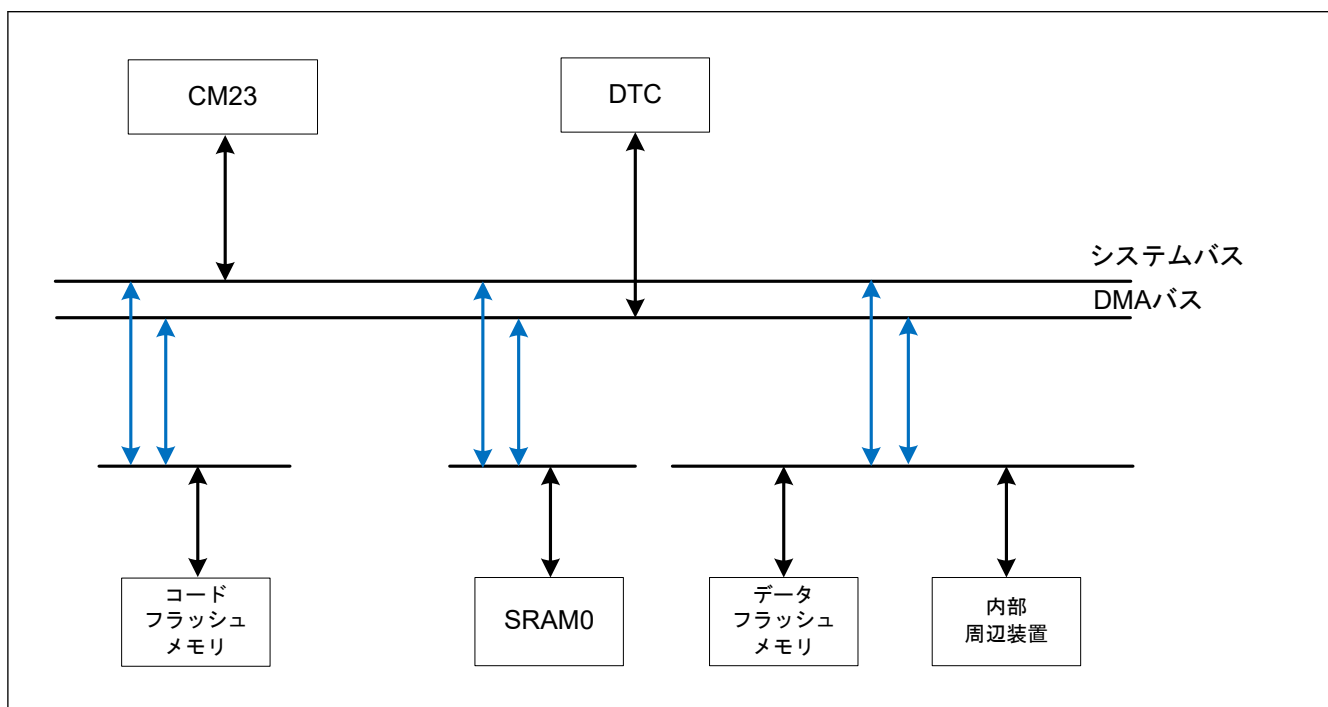 CM23
DTC
システムバス
DMAバス
コード
フラッシュ
メモリ
SRAM0
データ
フラッシュ
メモリ
内部
周辺装置